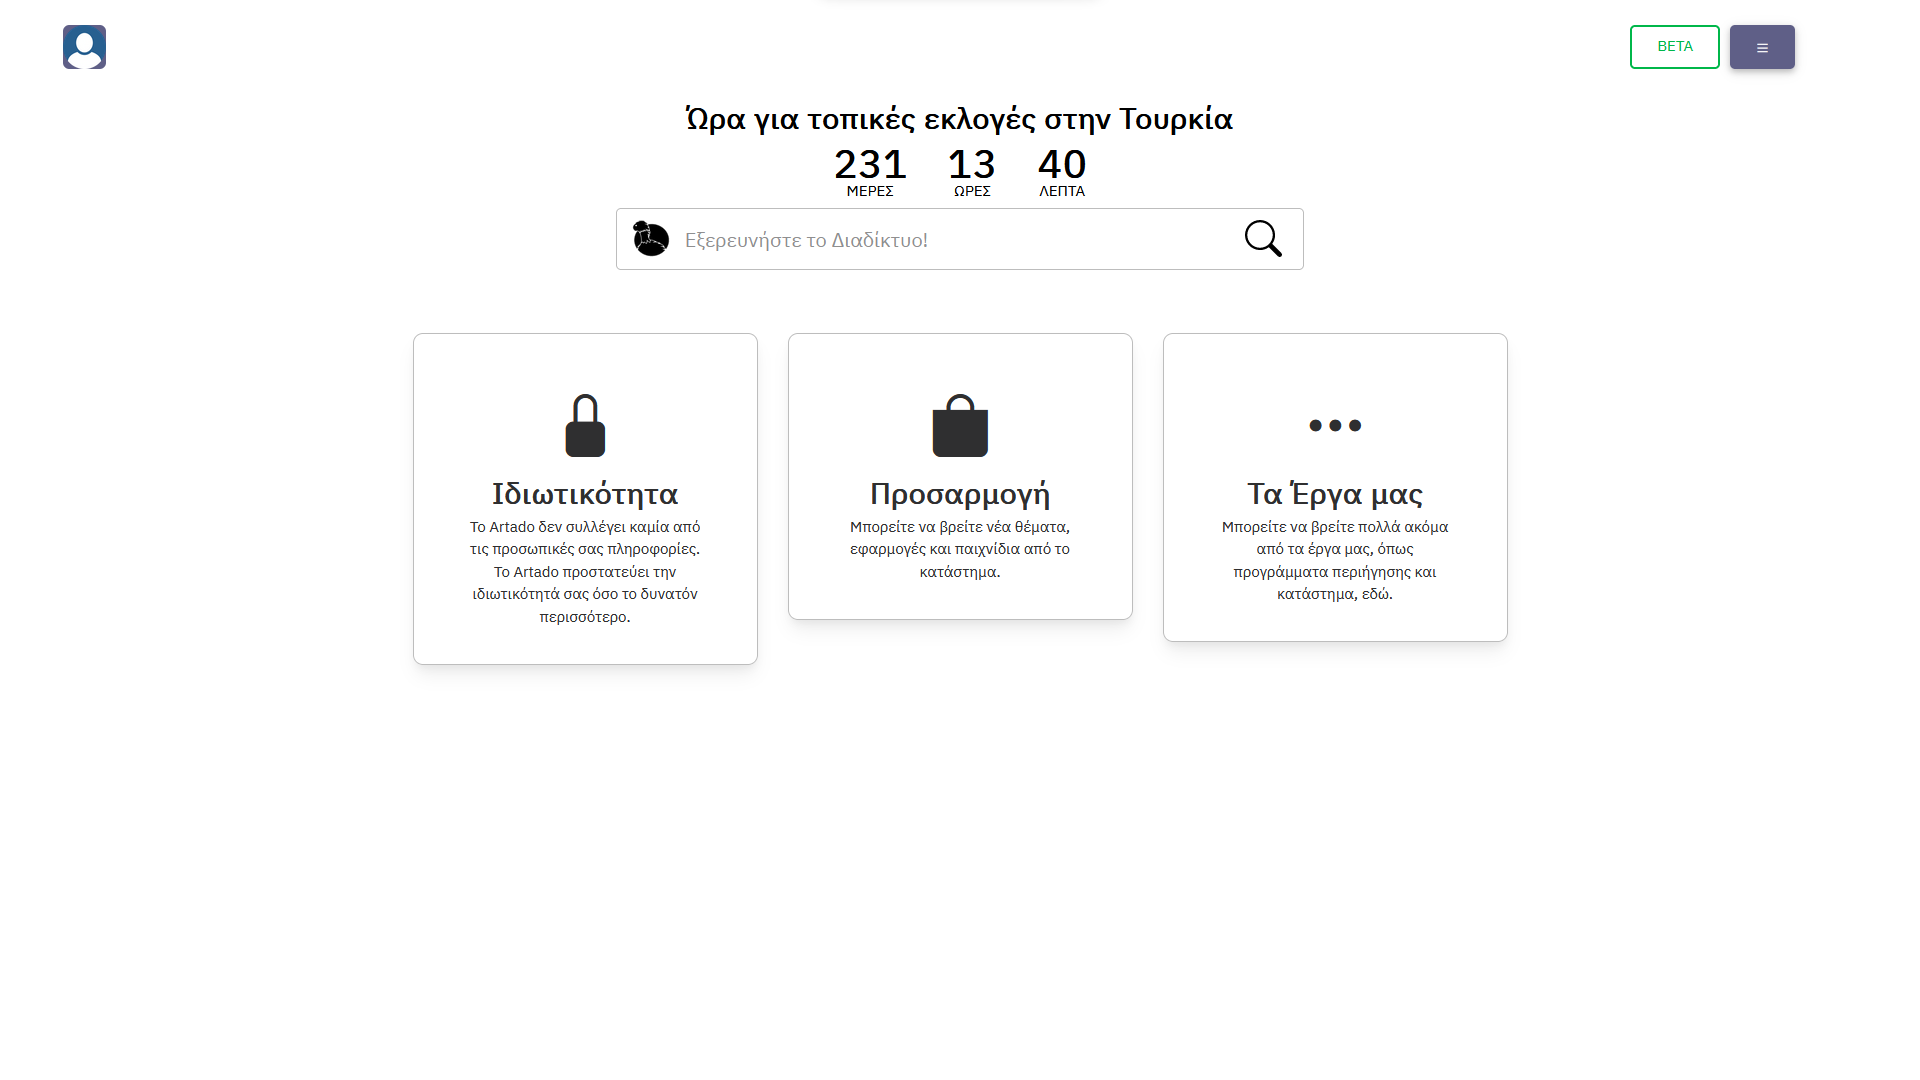 BETA
Ώρα για τοπικές εκλογές στην Τουρκία
231 13 40
ΜΕΡΕΣ ΩΡΕΣ ΛΕΠΤΑ
Εξερευνήστε το Διαδίκτυο!
Ιδιωτικότητα
Το Artado δεν συλλέγει καμία από
τις προσωπικές σας πληροφορίες.
Το Artado προστατεύει την
ιδιωτικότητά σας όσο το δυνατόν
περισσότερο.
Προσαρμογή
Μπορείτε να βρείτε νέα θέματα,
εφαρμογές και παιχνίδια από το
κατάστημα.
Τα Έργα μας
Μπορείτε να βρείτε πολλά ακόμα
από τα έργα μας, όπως
προγράμματα περιήγησης και
κατάστημα, εδώ.